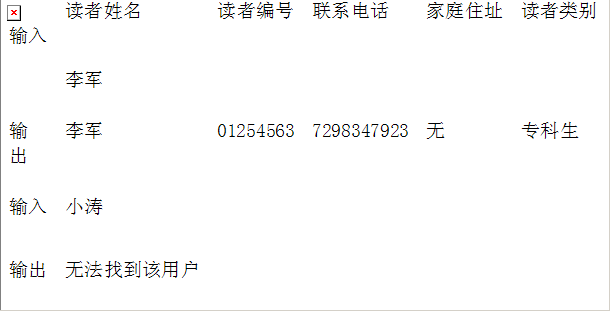 读者姓名 读者编号 联系电话 家庭住址 读者类别
输入
李军
输出 李军 01254563 7298347923 无 专科生
输入 小涛
输出 无法找到该用户